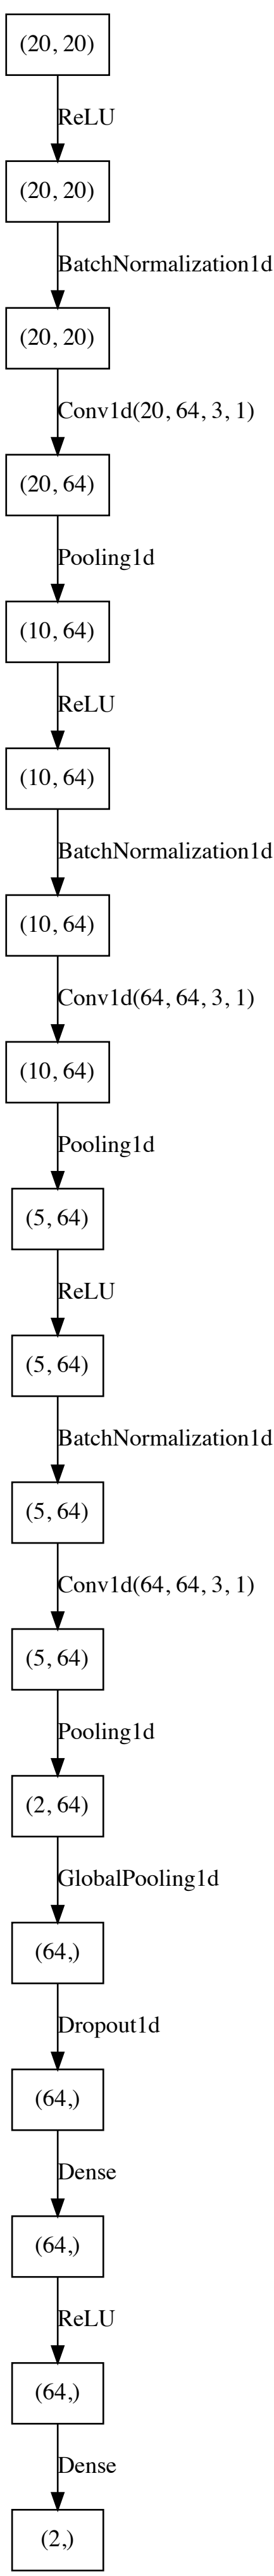 (20, 20)
ReLU
(20, 20)
BatchNormalization1d
(20, 20)
Conv1d(20, 64, 3, 1)
(20, 64)
Pooling1d
(10, 64)
ReLU
(10, 64)
BatchNormalization1d
(10, 64)
Conv1d(64, 64, 3, 1)
(10, 64)
Pooling1d
(5, 64)
ReLU
(5, 64)
BatchNormalization1d
(5, 64)
Conv1d(64, 64, 3, 1)
(5, 64)
Pooling1d
(2, 64)
GlobalPooling1d
(64,)
Dropout1d
(64,)
Dense
(64,)
ReLU
(64,)
Dense
(2,)